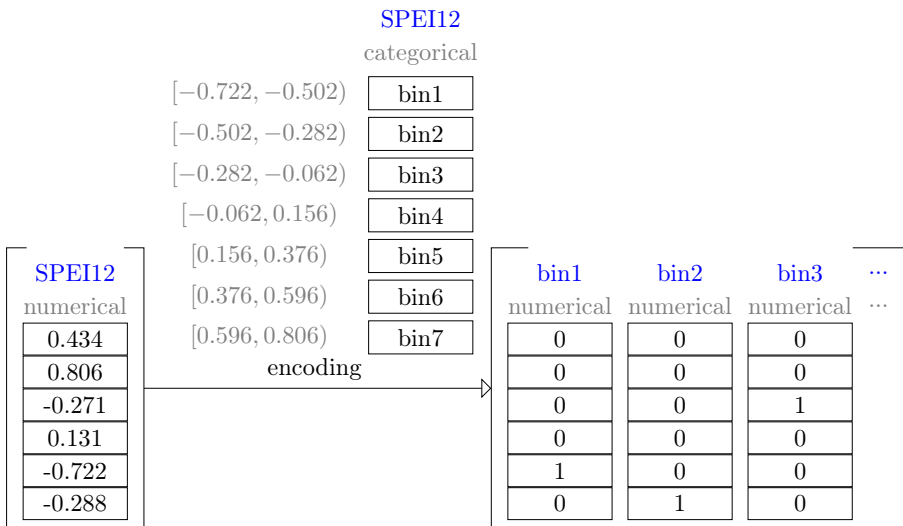 SPEI12
categorical
[−0.722, −0.502) bin1
[−0.502, −0.282) bin2
[−0.282, −0.062) bin3
[−0.062, 0.156) bin4
[0.156, 0.376) bin5
[0.376, 0.596) bin6
[0.596, 0.806) bin7
encoding
SPEI12
numerical
0.434
0.806
-0.271
0.131
-0.722
-0.288
bin1 bin2 bin3 ...
numerical numerical numerical ...
0 0 0
0 0 0
0 0 1
0 0 0
1 0 0
0 1 0